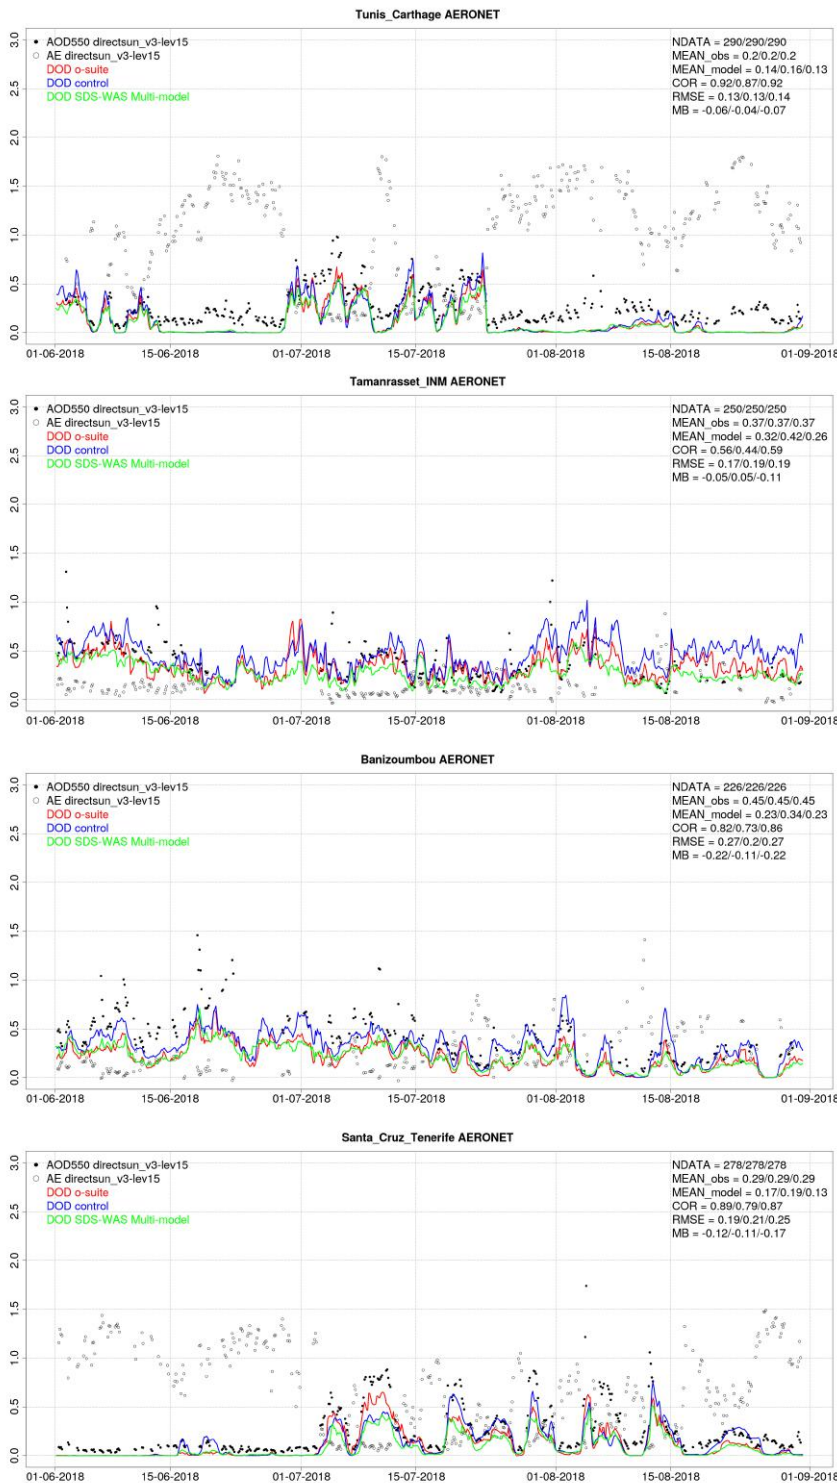 Tunis_Carthage AERONET
AOD550 directsun_v3-lev15
AE directsun_v3-lev15
DOD o-suite
DOD control
DOD SDS-WAS Multi-model
NDATA = 290/290/290
MEAN_obs = 0.2/0.2/0.2
MEAN_model = 0.14/0.16/0.13
COR = 0.92/0.87/0.92
RMSE = 0.13/0.13/0.14
MB = -0.06/-0.04/-0.07
3.0
2.5
2.0
1.5
1.0
0.5
0.0
01-06-2018 15-06-2018 01-07-2018 15-07-2018 01-08-2018 15-08-2018 01-09-2018
Tamanrasset_INM AERONET
AOD550 directsun_v3-lev15
AE directsun_v3-lev15
DOD o-suite
DOD control
DOD SDS-WAS Multi-model
NDATA = 250/250/250
MEAN_obs = 0.37/0.37/0.37
MEAN_model = 0.32/0.42/0.26
COR = 0.56/0.44/0.59
RMSE = 0.17/0.19/0.19
MB = -0.05/0.05/-0.11
3.0
2.5
2.0
1.5
1.0
0.5
0.0
01-06-2018 15-06-2018 01-07-2018 15-07-2018 01-08-2018 15-08-2018 01-09-2018
Banizoumbou AERONET
AOD550 directsun_v3-lev15
AE directsun_v3-lev15
DOD o-suite
DOD control
DOD SDS-WAS Multi-model
NDATA = 226/226/226
MEAN_obs = 0.45/0.45/0.45
MEAN_model = 0.23/0.34/0.23
COR = 0.82/0.73/0.86
RMSE = 0.27/0.2/0.27
MB = -0.22/-0.11/-0.22
3.0
2.5
2.0
1.5
1.0
0.5
0.0
01-06-2018 15-06-2018 01-07-2018 15-07-2018 01-08-2018 15-08-2018 01-09-2018
Santa_Cruz_Tenerife AERONET
AOD550 directsun_v3-lev15
AE directsun_v3-lev15
DOD o-suite
DOD control
DOD SDS-WAS Multi-model
NDATA = 278/278/278
MEAN_obs = 0.29/0.29/0.29
MEAN_model = 0.17/0.19/0.13
COR = 0.89/0.79/0.87
RMSE = 0.19/0.21/0.25
MB = -0.12/-0.11/-0.17
3.0
2.5
2.0
1.5
1.0
0.5
0.0
01-06-2018 15-06-2018 01-07-2018 15-07-2018 01-08-2018 15-08-2018 01-09-2018